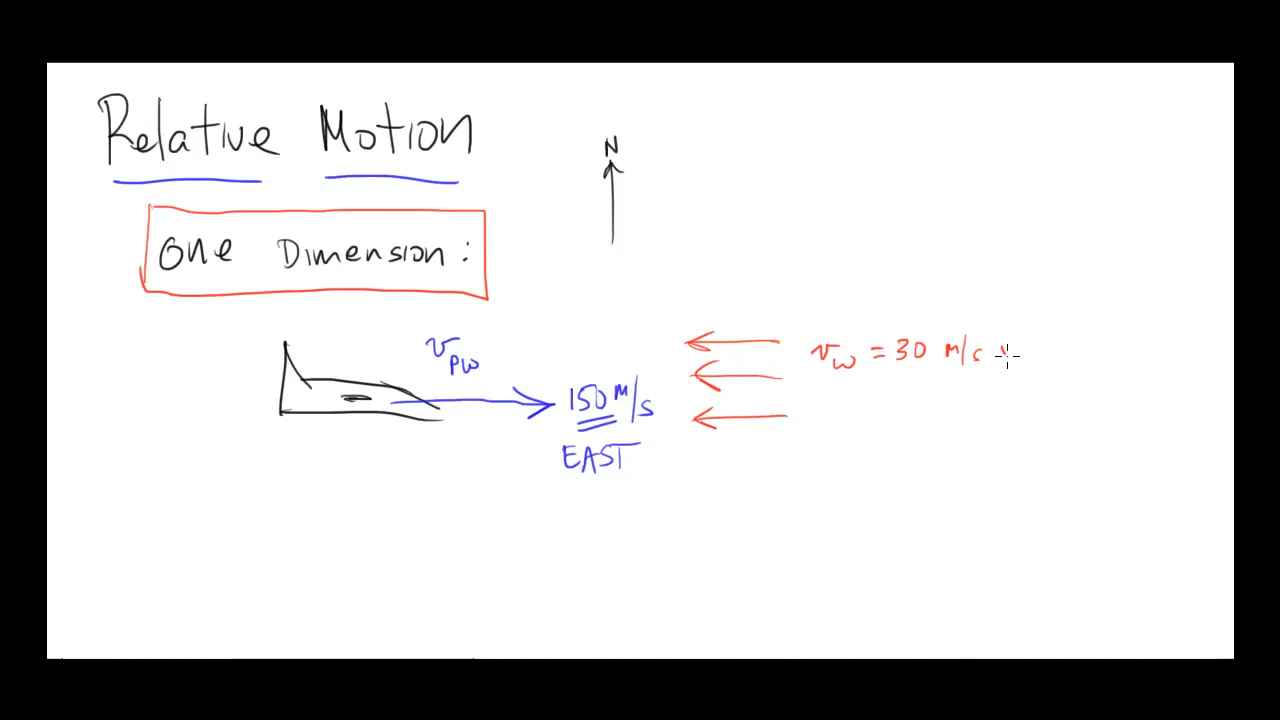 Relative Motion
N
One Dimension:
v_PW
150 m/s
EAST
v_w = 30 m/s